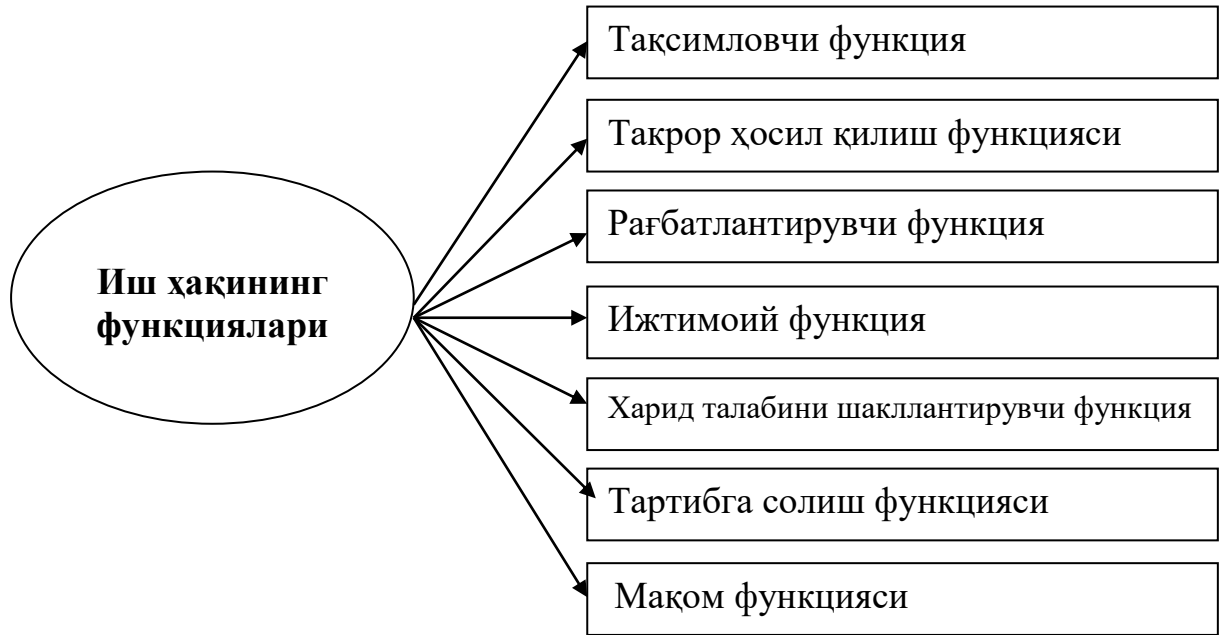 Тақсимловчи функция
Такрор ҳосил қилиш функцияси
Рағбатлантирувчи функция
Иш ҳақининг
функциялари
Ижтимоий функция
Харид талабини шакллантирувчи функция
Тартибга солиш функцияси
Мақом функцияси